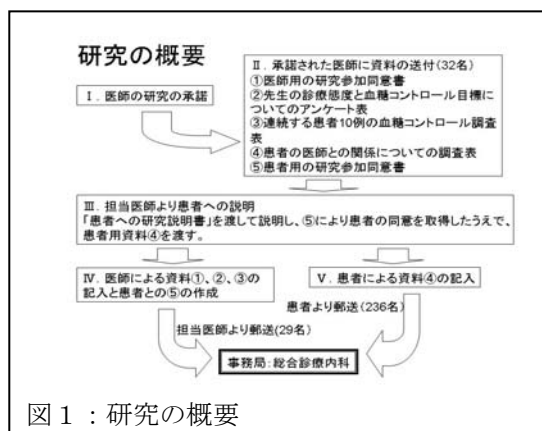 研究の概要
Ⅰ．医師の研究の承諾
Ⅱ．承諾された医師に資料の送付(32名)
①医師用の研究参加同意書
②先生の診療態度と血糖コントロール目標に
ついてのアンケート表
③連続する患者10例の血糖コントロール調査
表
④患者の医師との関係についての調査表
⑤患者用の研究参加同意書
Ⅲ．担当医師より患者への説明
「患者への研究説明書」を渡して説明し、⑤により患者の同意を取得したうえで、
患者用資料④を渡す。
Ⅳ．医師による資料①、②、③の
記入と患者との⑤の作成
Ⅴ．患者による資料④の記入
患者より郵送(236名)
担当医師より郵送(29名)
事務局：総合診療内科
図１：研究の概要